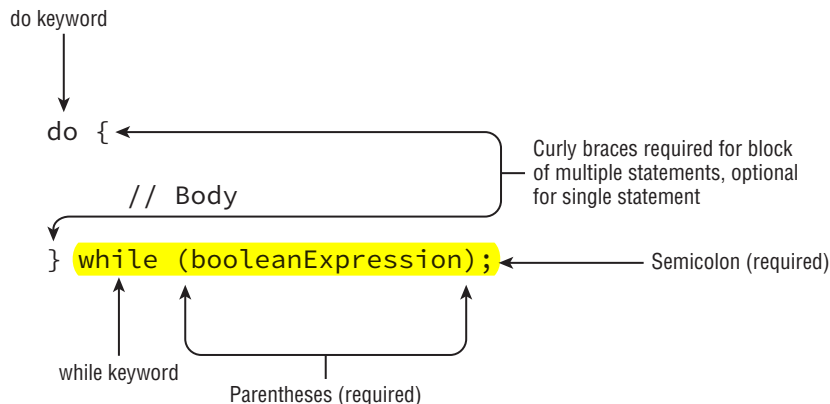 do keyword
do {
Curly braces required for block
of multiple statements, optional
for single statement
// Body
} while (booleanExpression);
Semicolon (required)
while keyword
Parentheses (required)